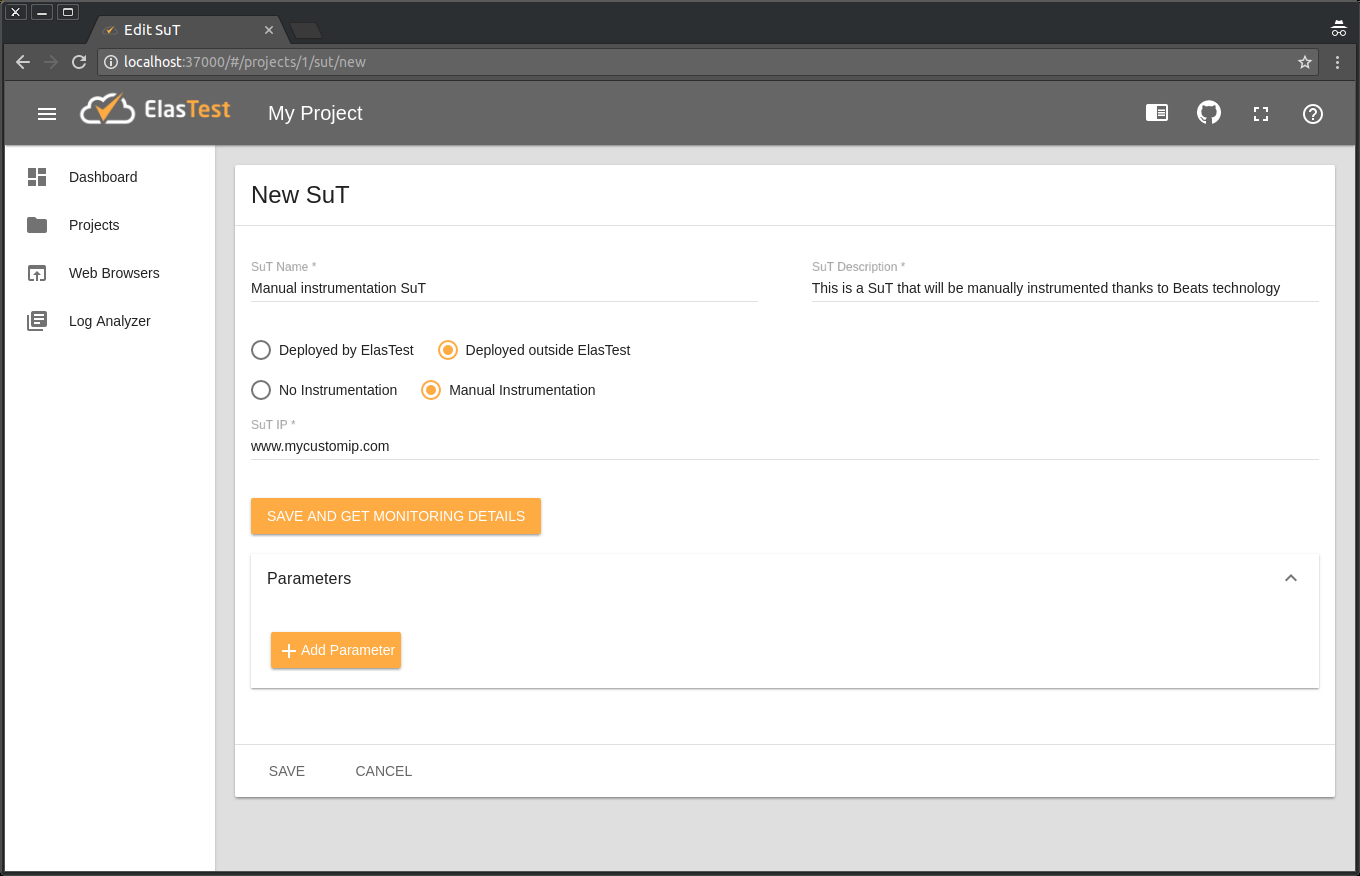 Edit SuT
localhost:37000/#/projects/1/sut/new
ElasTest
My Project
Dashboard
Projects
Web Browsers
Log Analyzer
New SuT
SuT Name *
SuT Description *
Manual instrumentation SuT
This is a SuT that will be manually instrumented thanks to Beats technology
Deployed by ElasTest
Deployed outside ElasTest
No Instrumentation
Manual Instrumentation
SuT IP *
www.mycustomip.com
SAVE AND GET MONITORING DETAILS
Parameters
Add Parameter
SAVE
CANCEL